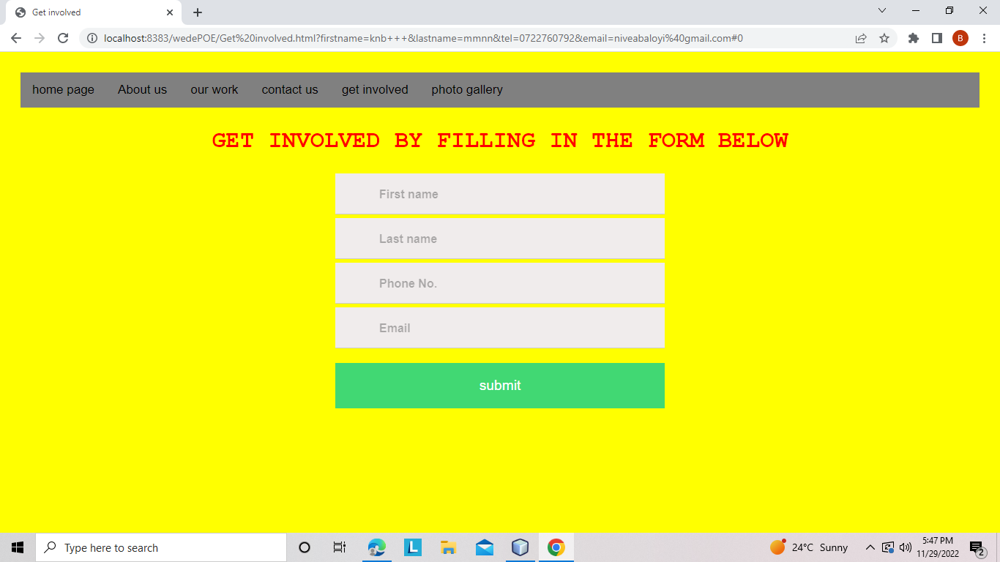 Get involved
localhost:8383/wedePOE/Get%20involved.html?firstname=knb+++&lastname=mmnn&tel=0722760792&email=niveabaloyi%40gmail.com#0
B
home page About us our work contact us get involved photo gallery
GET INVOLVED BY FILLING IN THE FORM BELOW
First name
Last name
Phone No.
Email
submit
Type here to search
L
24°C Sunny
5:47 PM
11/29/2022
2